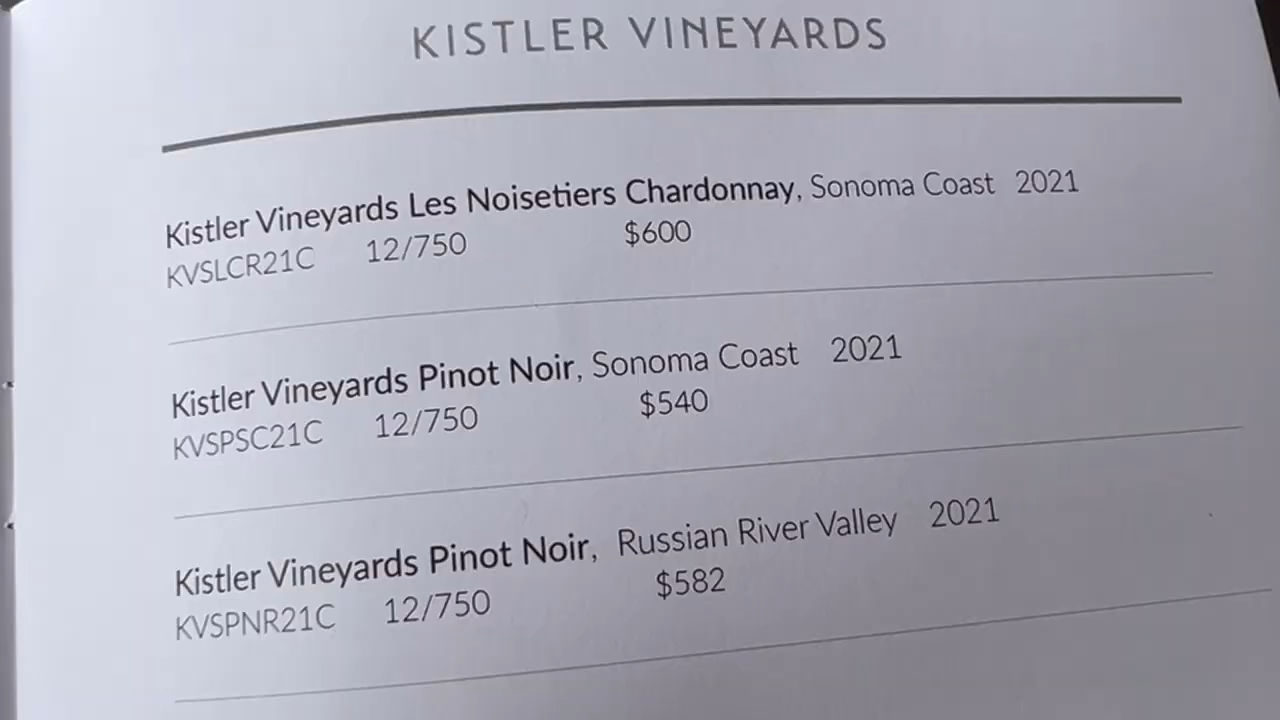 KISTLER VINEYARDS
Kistler Vineyards Les Noisetiers Chardonnay, Sonoma Coast 2021
KVSLCR21C 12/750 $600
Kistler Vineyards Pinot Noir, Sonoma Coast 2021
KVSPSC21C 12/750 $540
Kistler Vineyards Pinot Noir, Russian River Valley 2021
KVSPNR21C 12/750 $582